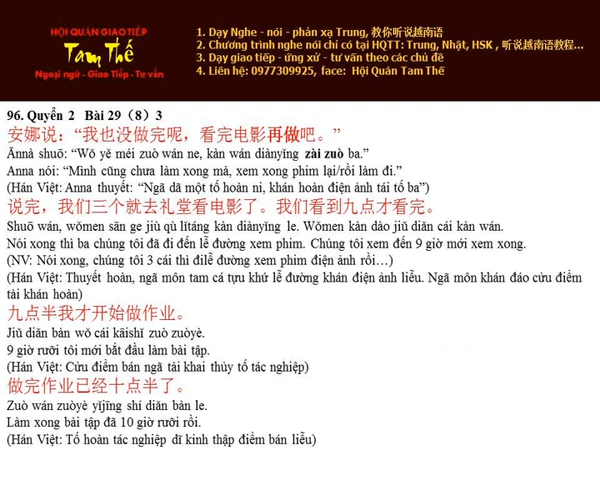 HỘI QUÁN GIAO TIẾP
Tam Thế
Ngoại ngữ - Giao Tiếp - Tư vấn
1. Dạy Nghe - nói - phản xạ Trung, 教你听说越南语
2. Chương trình nghe nói chỉ có tại HQTT: Trung, Nhật, HSK , 听说越南语教程...
3. Dạy giao tiếp - ứng xử - tư vấn theo các chủ đề
4. Liên hệ: 0977309925, face: Hội Quán Tam Thế
96. Quyển 2 Bài 29（8）3
安娜说：“我也没做完呢，看完电影再做吧。”
Ānnà shuō: “Wǒ yě méi zuò wán ne, kàn wán diànyǐng zài zuò ba.”
Anna nói: “Mình cũng chưa làm xong mà, xem xong phim lại/rồi làm đi.”
(Hán Việt: Anna thuyết: “Ngã dã một tố hoàn ni, khán hoàn điện ảnh tái tố ba”)
说完，我们三个就去礼堂看电影了。我们看到九点才看完。
Shuō wán, wǒmen sān ge jiù qù lǐtáng kàn diànyǐng le. Wǒmen kàn dào jiǔ diǎn cái kàn wán.
Nói xong thì ba chúng tôi đã đi đến lễ đường xem phim. Chúng tôi xem đến 9 giờ mới xem xong.
(NV: Nói xong, chúng tôi 3 cái thì đilễ đường xem phim điện ảnh rồi…)
(Hán Việt: Thuyết hoàn, ngã môn tam cá tựu khứ lễ đường khán điện ảnh liễu. Ngã môn khán đáo cửu điểm
tài khán hoàn)
九点半我才开始做作业。
Jiǔ diǎn bàn wǒ cái kāishǐ zuò zuòyè.
9 giờ rưỡi tôi mới bắt đầu làm bài tập.
(Hán Việt: Cửu điểm bán ngã tài khai thủy tố tác nghiệp)
做完作业已经十点半了。
Zuò wán zuòyè yǐjīng shí diǎn bàn le.
Làm xong bài tập đã 10 giờ rưỡi rồi.
(Hán Việt: Tố hoàn tác nghiệp dĩ kinh thập điểm bán liễu)